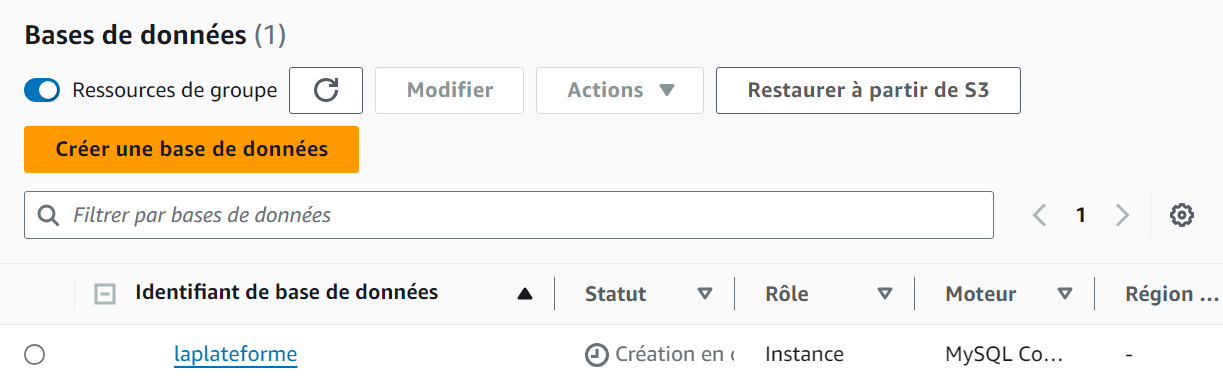 Bases de données (1)
Ressources de groupe Modifier Actions Restaurer à partir de S3
Créer une base de données
Filtrer par bases de données 1
Identifiant de base de données Statut Rôle Moteur Région ...
laplateforme Création en Instance MySQL Co... -